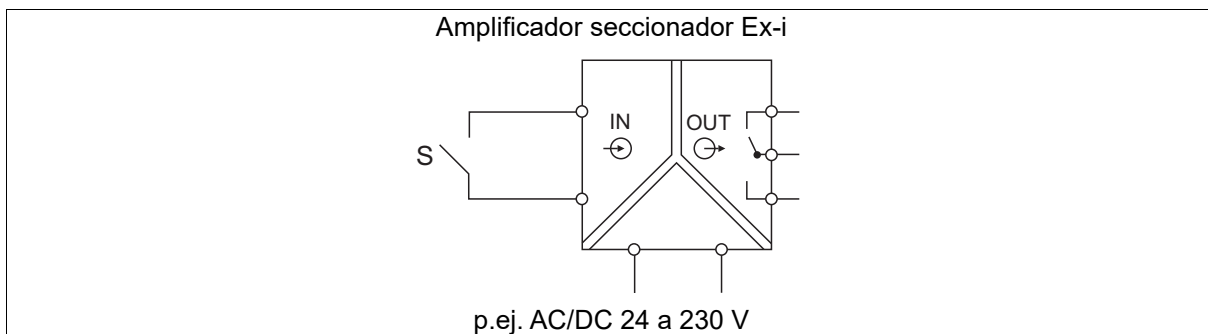 Amplificador seccionador Ex-i
IN
OUT
S
p.ej. AC/DC 24 a 230 V